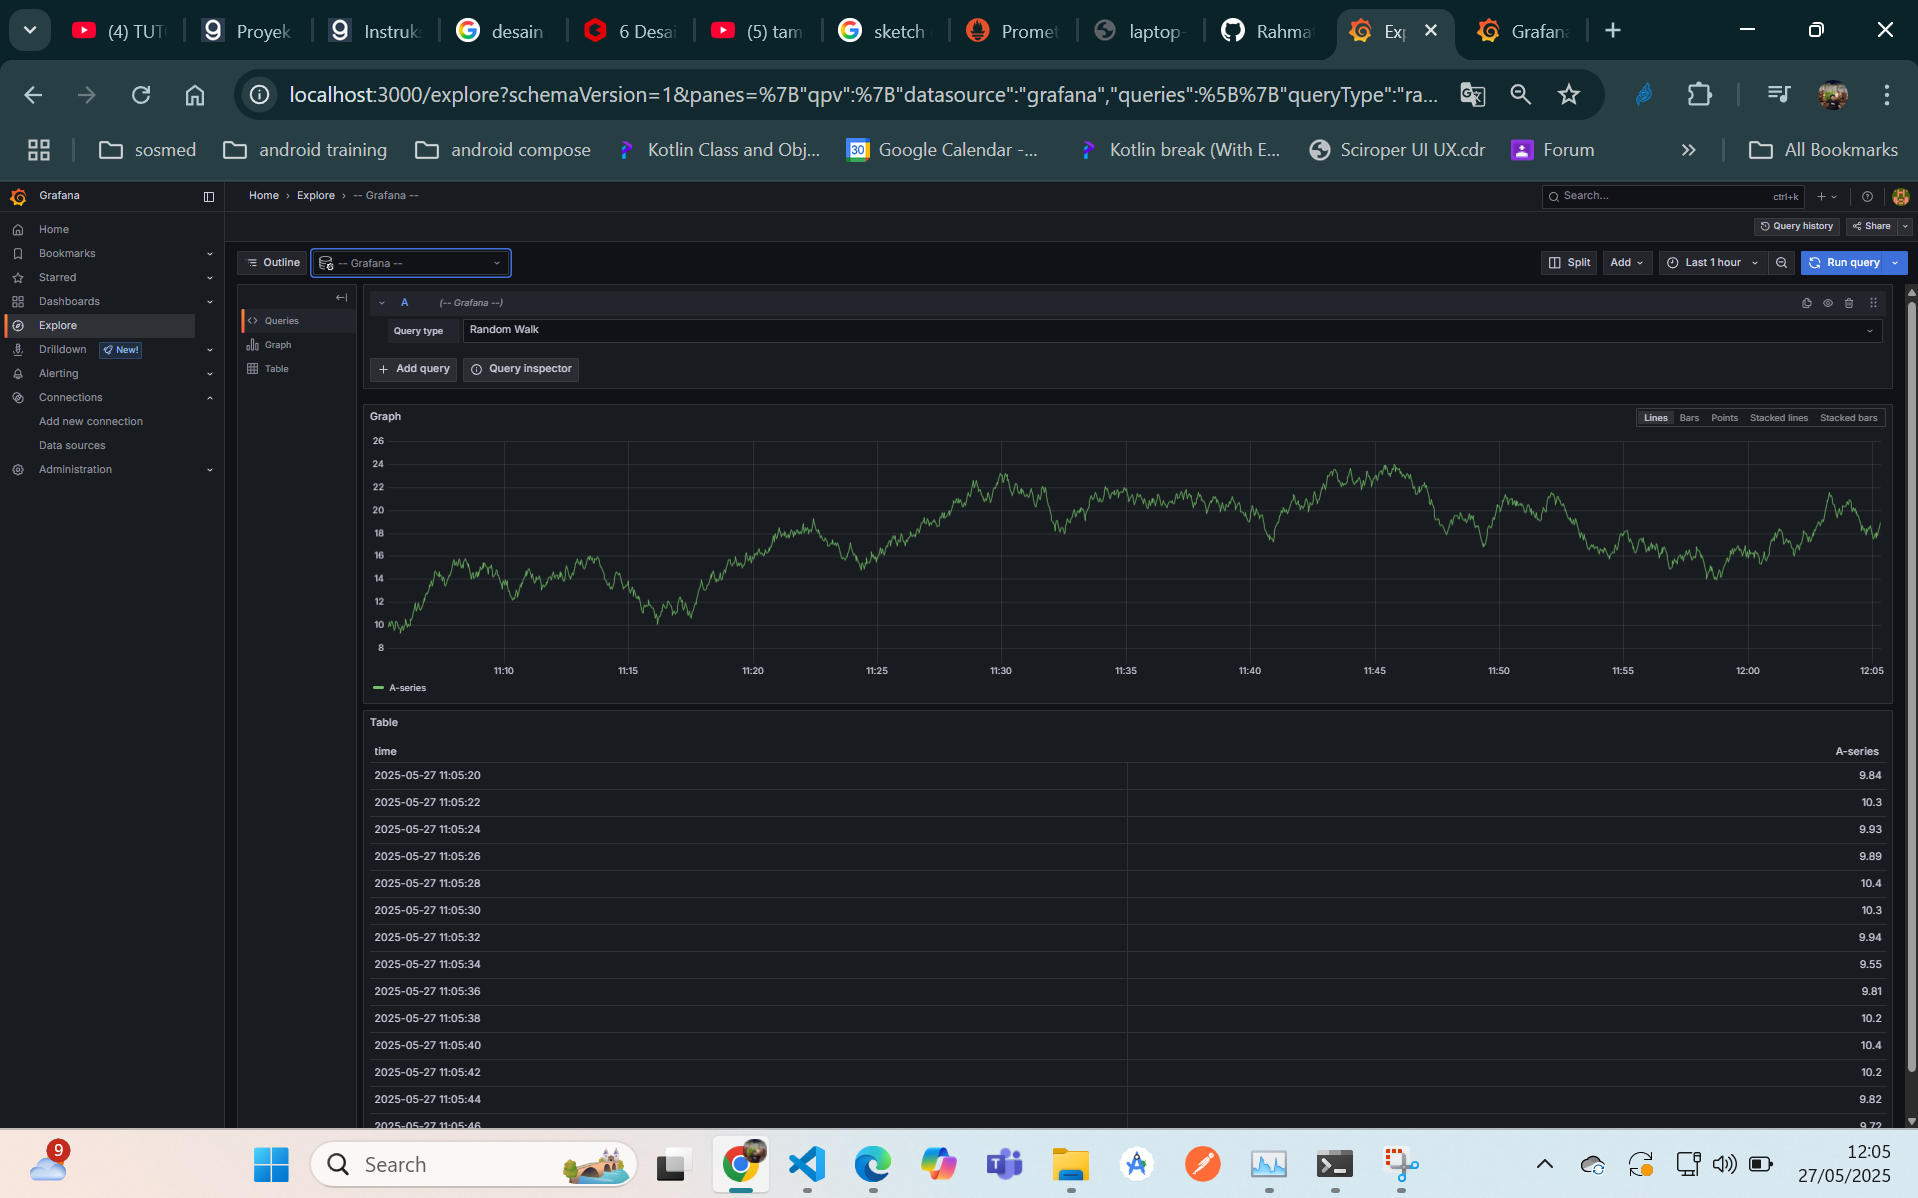 (4) TUT
Proyek
Instruks
desain
6 Desai
(5) tam
sketch
Promet
laptop-
Rahmat
Exp
Grafana
localhost:3000/explore?schemaVersion=1&panes=%7B"qpv":%7B"datasource":"grafana","queries":%5B%7B"queryType":"ra...
sosmed
android training
android compose
Kotlin Class and Obj...
30
Google Calendar -...
Kotlin break (With E...
Sciroper UI UX.cdr
Forum
All Bookmarks
Grafana
Home › Explore › -- Grafana --
Search...
ctrl+k
Home
Bookmarks
Starred
Dashboards
Explore
Drilldown New!
Alerting
Connections
Add new connection
Data sources
Administration
Query history
Share
Outline
-- Grafana --
Split
Add
Last 1 hour
Run query
Queries
Graph
Table
A (-- Grafana --)
Query type Random Walk
+ Add query
Query inspector
Graph
Lines Bars Points Stacked lines Stacked bars
26
24
22
20
18
16
14
12
10
8
11:10 11:15 11:20 11:25 11:30 11:35 11:40 11:45 11:50 11:55 12:00 12:05
A-series
Table
time A-series
2025-05-27 11:05:20 9.84
2025-05-27 11:05:22 10.3
2025-05-27 11:05:24 9.93
2025-05-27 11:05:26 9.89
2025-05-27 11:05:28 10.4
2025-05-27 11:05:30 10.3
2025-05-27 11:05:32 9.94
2025-05-27 11:05:34 9.55
2025-05-27 11:05:36 9.81
2025-05-27 11:05:38 10.2
2025-05-27 11:05:40 10.4
2025-05-27 11:05:42 10.2
2025-05-27 11:05:44 9.82
2025-05-27 11:05:46 9.72
9
Search
12:05
27/05/2025